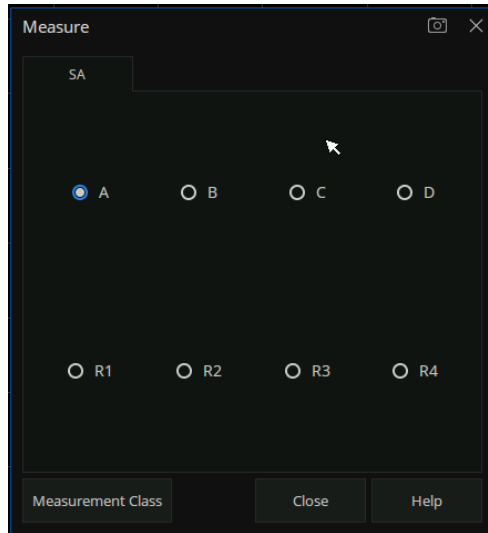 Measure
SA
A B C D
R1 R2 R3 R4
Measurement Class Close Help